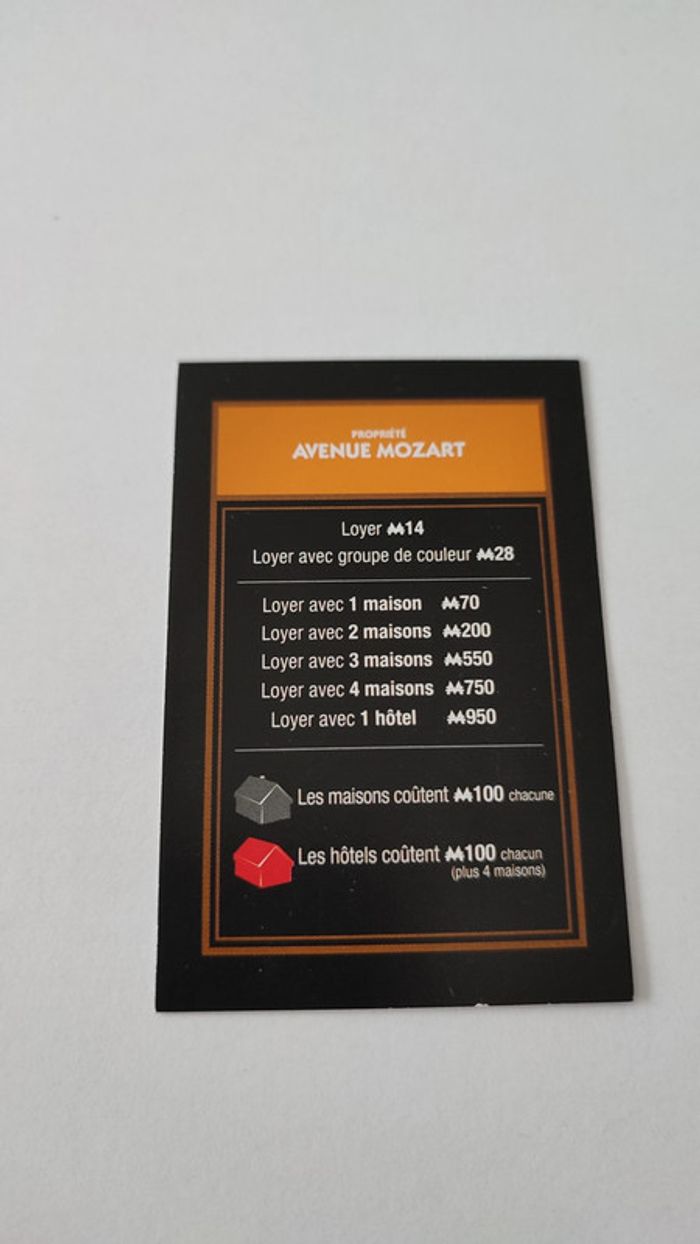 PROPRIÉTÉ
AVENUE MOZART
Loyer M14
Loyer avec groupe de couleur M28
Loyer avec 1 maison M70
Loyer avec 2 maisons M200
Loyer avec 3 maisons M550
Loyer avec 4 maisons M750
Loyer avec 1 hôtel M950
Les maisons coûtent M100 chacune
Les hôtels coûtent M100 chacun
(plus 4 maisons)